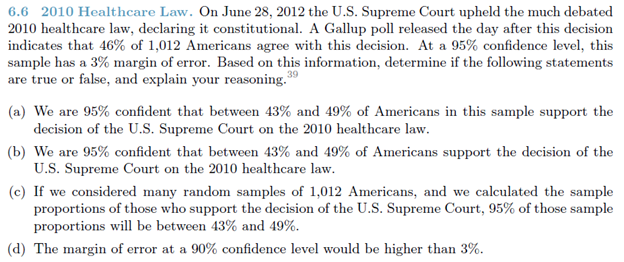 6.6 2010 Healthcare Law. On June 28, 2012 the U.S. Supreme Court upheld the much debated
2010 healthcare law, declaring it constitutional. A Gallup poll released the day after this decision
indicates that 46% of 1,012 Americans agree with this decision. At a 95% confidence level, this
sample has a 3% margin of error. Based on this information, determine if the following statements
are true or false, and explain your reasoning.39
(a) We are 95% confident that between 43% and 49% of Americans in this sample support the
decision of the U.S. Supreme Court on the 2010 healthcare law.
(b) We are 95% confident that between 43% and 49% of Americans support the decision of the
U.S. Supreme Court on the 2010 healthcare law.
(c) If we considered many random samples of 1,012 Americans, and we calculated the sample
proportions of those who support the decision of the U.S. Supreme Court, 95% of those sample
proportions will be between 43% and 49%.
(d) The margin of error at a 90% confidence level would be higher than 3%.